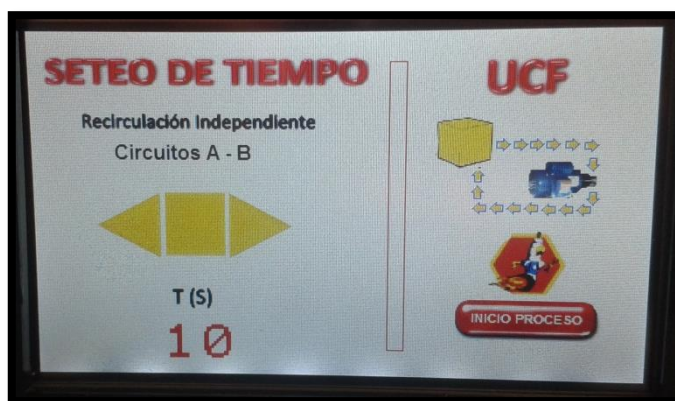 SETEO DE TIEMPO
Recirculación Independiente
Circuitos A - B
T (S)
10
UCF
INICIO PROCESO